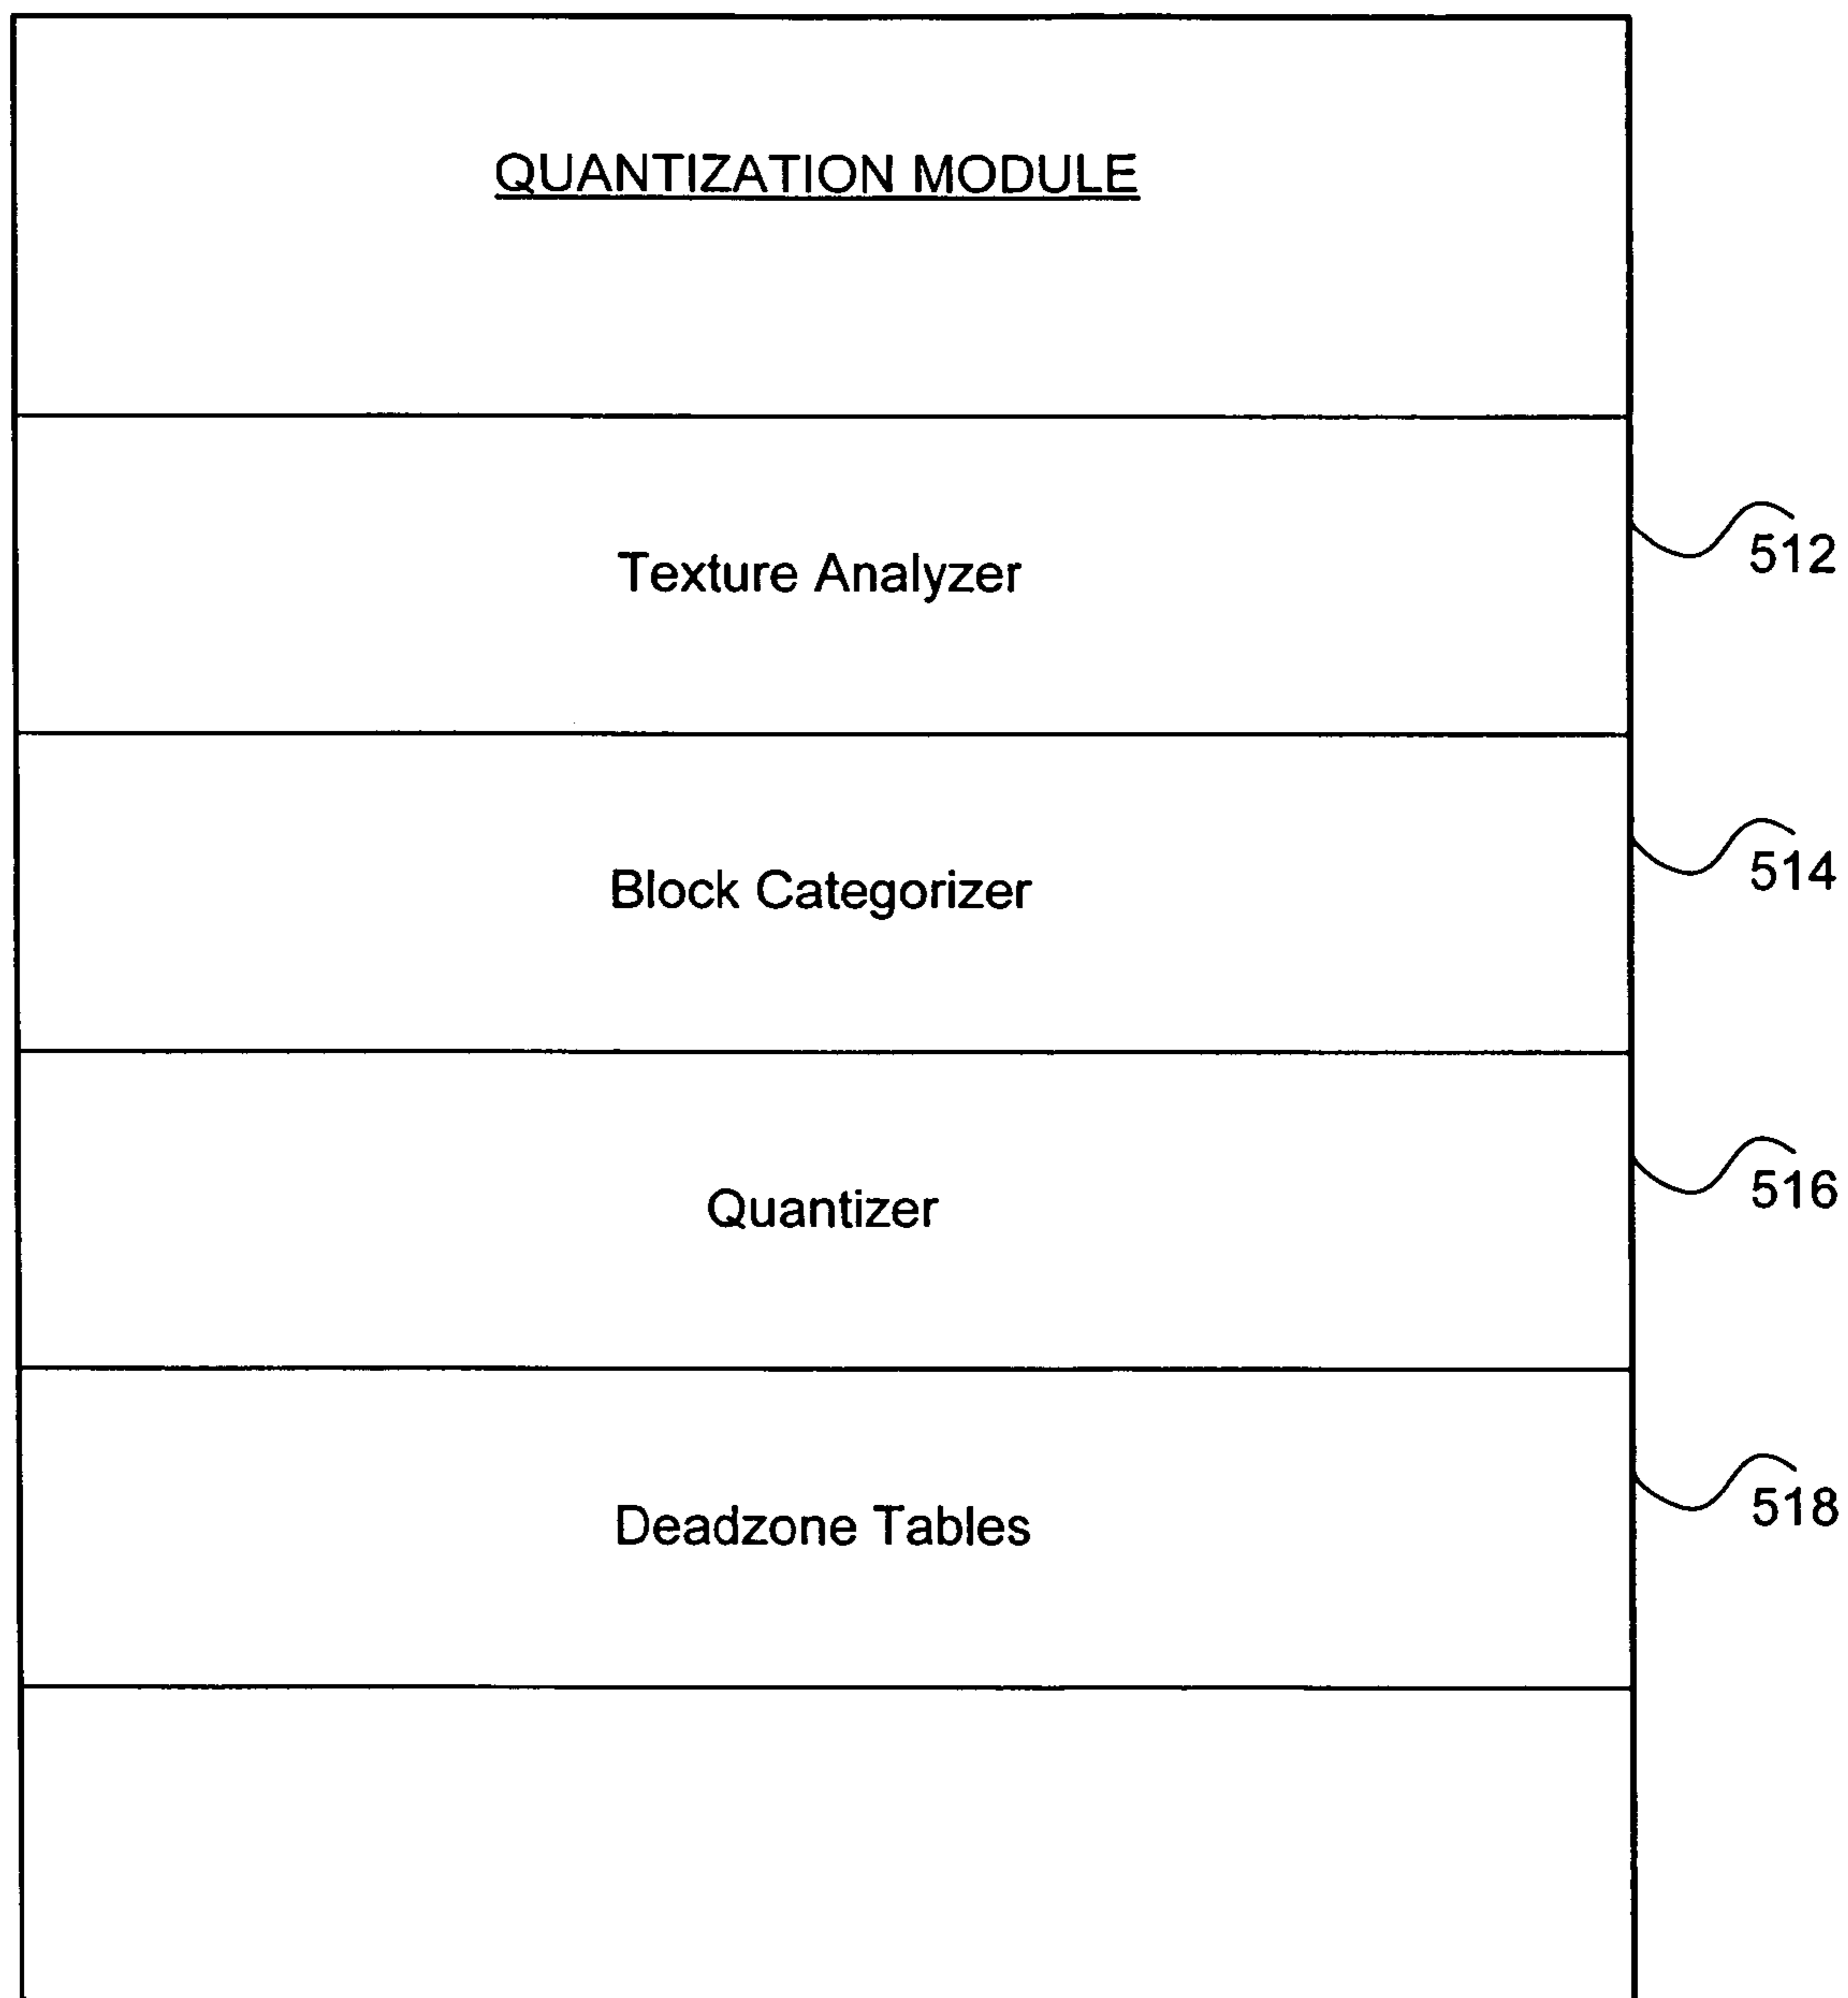 QUANTIZATION MODULE
Texture Analyzer
512
Block Categorizer
514
Quantizer
516
Deadzone Tables
518